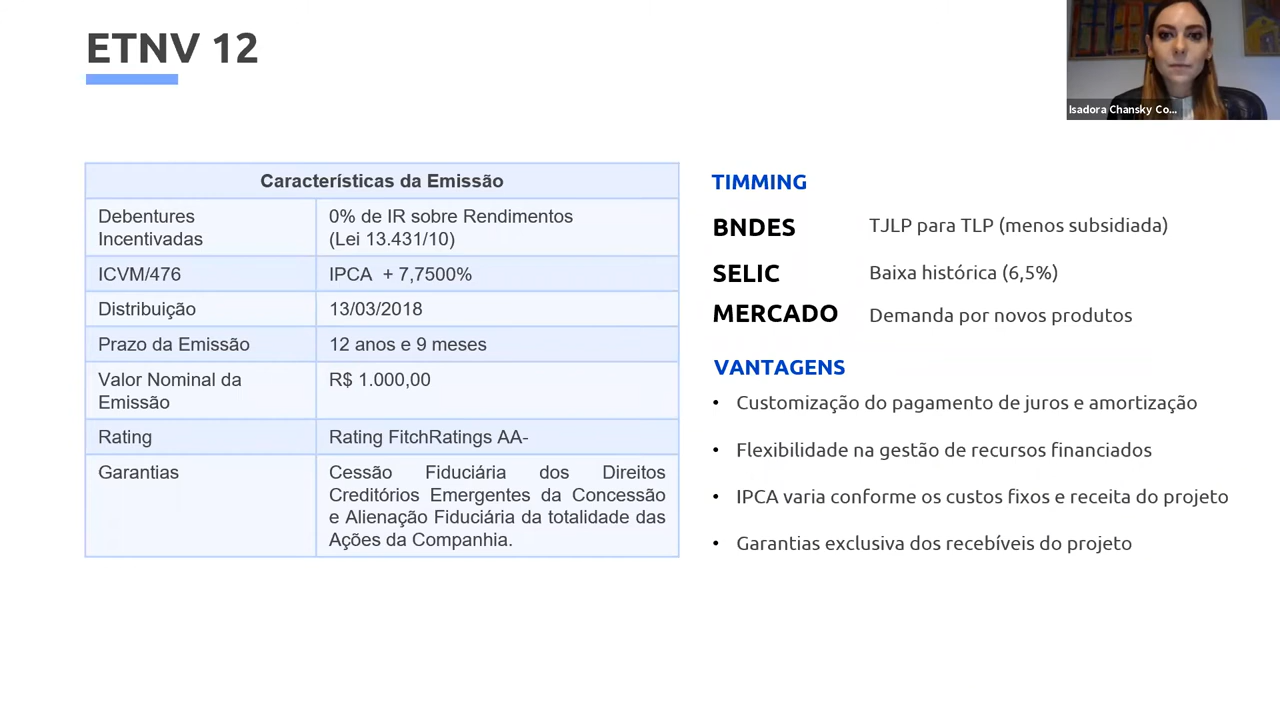 ETNV 12
Isadora Chansky Co...
Características da Emissão
Debentures
Incentivadas
0% de IR sobre Rendimentos
(Lei 13.431/10)
ICVM/476
IPCA + 7,7500%
Distribuição
13/03/2018
Prazo da Emissão
12 anos e 9 meses
Valor Nominal da
Emissão
R$ 1.000,00
Rating
Rating FitchRatings AA-
Garantias
Cessão Fiduciária dos Direitos
Creditórios Emergentes da Concessão
e Alienação Fiduciária da totalidade das
Ações da Companhia.
TIMMING
BNDES
TJLP para TLP (menos subsidiada)
SELIC
Baixa histórica (6,5%)
MERCADO
Demanda por novos produtos
VANTAGENS
• Customização do pagamento de juros e amortização
• Flexibilidade na gestão de recursos financiados
• IPCA varia conforme os custos fixos e receita do projeto
• Garantias exclusiva dos recebíveis do projeto